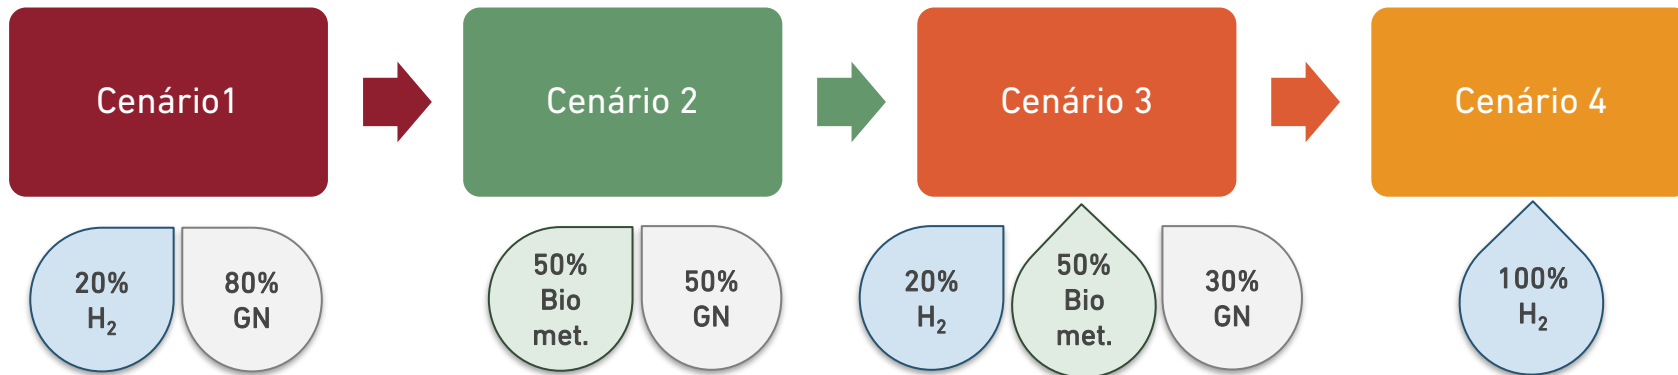 Cenário1
Cenário 2
Cenário 3
Cenário 4
20%
H₂
80%
GN
50%
Bio
met.
50%
GN
20%
H₂
50%
Bio
met.
30%
GN
100%
H₂